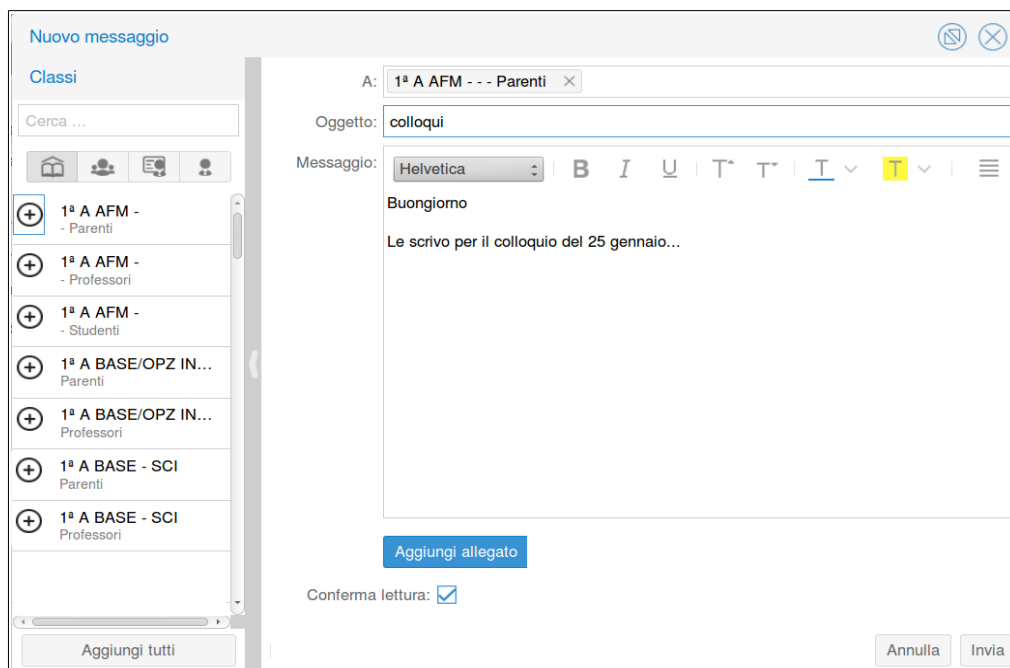 Nuovo messaggio
Classi
Cerca ...
1ª A AFM -
- Parenti
1ª A AFM -
- Professori
1ª A AFM -
- Studenti
1ª A BASE/OPZ IN...
Parenti
1ª A BASE/OPZ IN...
Professori
1ª A BASE - SCI
Parenti
1ª A BASE - SCI
Professori
Aggiungi tutti
A: 1ª A AFM - - - Parenti
Oggetto: colloqui
Messaggio: Helvetica B I U T T T T
Buongiorno
Le scrivo per il colloquio del 25 gennaio...
Aggiungi allegato
Conferma lettura:
Annulla Invia